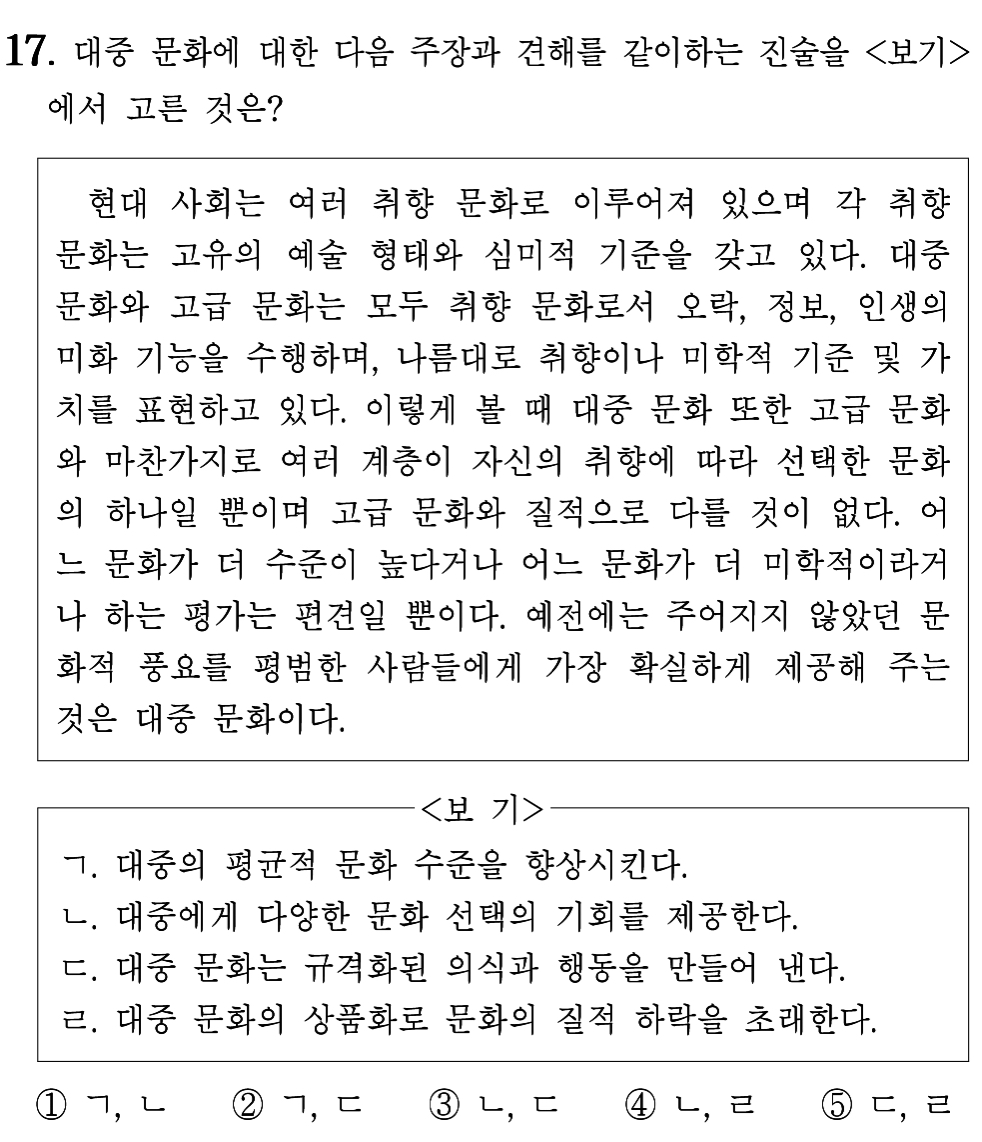 17. 대중 문화에 대한 다음 주장과 견해를 같이하는 진술을 <보기>
에서 고른 것은?
현대 사회는 여러 취향 문화로 이루어져 있으며 각 취향
문화는 고유의 예술 형태와 심미적 기준을 갖고 있다. 대중
문화와 고급 문화는 모두 취향 문화로서 오락, 정보, 인생의
미화 기능을 수행하며, 나름대로 취향이나 미학적 기준 및 가
치를 표현하고 있다. 이렇게 볼 때 대중 문화 또한 고급 문화
와 마찬가지로 여러 계층이 자신의 취향에 따라 선택한 문화
의 하나일 뿐이며 고급 문화와 질적으로 다를 것이 없다. 어
느 문화가 더 수준이 높다거나 어느 문화가 더 미학적이라거
나 하는 평가는 편견일 뿐이다. 예전에는 주어지지 않았던 문
화적 풍요를 평범한 사람들에게 가장 확실하게 제공해 주는
것은 대중 문화이다.
<보 기>
ㄱ. 대중의 평균적 문화 수준을 향상시킨다.
ㄴ. 대중에게 다양한 문화 선택의 기회를 제공한다.
ㄷ. 대중 문화는 규격화된 의식과 행동을 만들어 낸다.
ㄹ. 대중 문화의 상품화로 문화의 질적 하락을 초래한다.
① ㄱ, ㄴ ② ㄱ, ㄷ ③ ㄴ, ㄷ ④ ㄴ, ㄹ ⑤ ㄷ, ㄹ